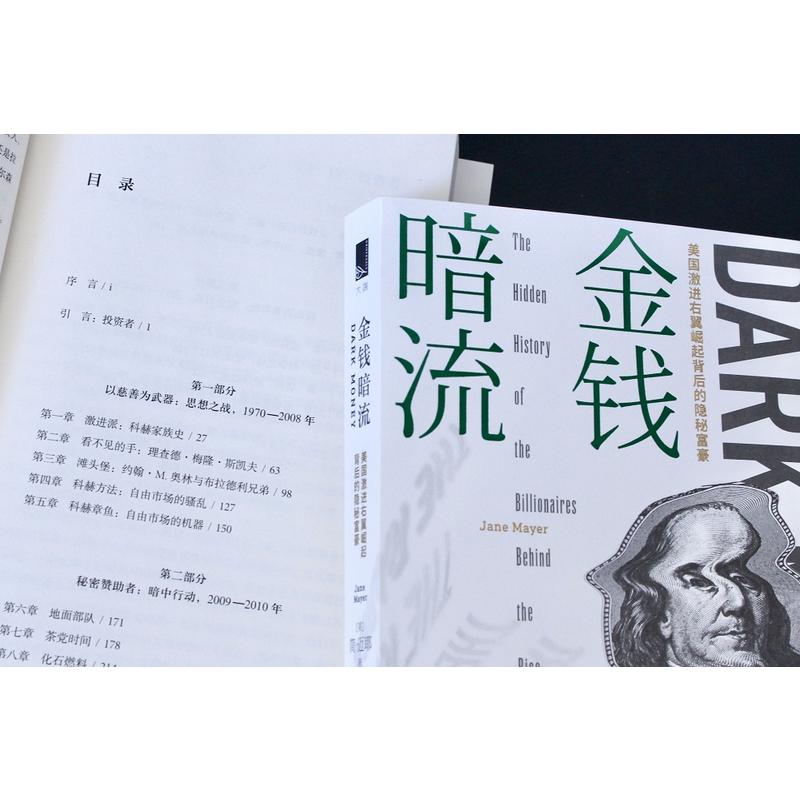 人，
还是拉
尔森
目 录
序 言 / i
引 言：投资者 / 1
第一部分
以慈善为武器：思想之战，1970—2008 年
第一章 激进派：科赫家族史 / 27
第二章 看不见的手：理查德·梅隆·斯凯夫 / 63
第三章 滩头堡：约翰·M. 奥林与布拉德利兄弟 / 98
第四章 科赫方法：自由市场的骚乱 / 127
第五章 科赫章鱼：自由市场的机器 / 150
第二部分
秘密赞助者：暗中行动，2009—2010 年
第六章 地面部队 / 171
第七章 茶党时间 / 178
第八章 化石燃料 / 214
金钱暗流
DARK MONEY
美国激进右翼崛起
背后的隐秘富豪
Jane
Mayer
[美]
简·迈耶
著
金钱
暗流
The
Hidden
History
of
the
Billionaires
Behind
the
Rise
Jane Mayer
美国激进右翼崛起背后的隐秘富豪
DARK